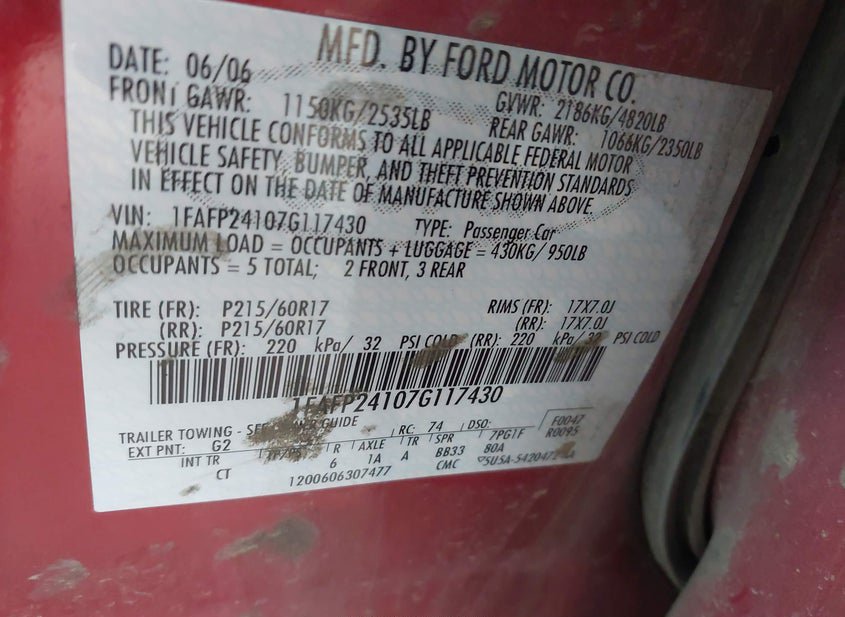 MFD. BY FORD MOTOR CO.
DATE: 06/06 GVWR: 2186KG/4820LB
FRONT GAWR: 1150KG/2535LB REAR GAWR: 1066KG/2350LB
THIS VEHICLE CONFORMS TO ALL APPLICABLE FEDERAL MOTOR
VEHICLE SAFETY, BUMPER, AND THEFT PREVENTION STANDARDS
IN EFFECT ON THE DATE OF MANUFACTURE SHOWN ABOVE.
VIN: 1FAFP24107G117430 TYPE: Passenger Car
MAXIMUM LOAD = OCCUPANTS + LUGGAGE = 430KG/ 950LB
OCCUPANTS = 5 TOTAL; 2 FRONT, 3 REAR
TIRE (FR): P215/60R17 RIMS (FR): 17X7.0J
(RR): P215/60R17 (RR): 17X7.0J
PRESSURE (FR): 220 kPa/ 32 PSI COLD (RR): 220 kPa/ 32 PSI COLD
1FAFP24107G117430
TRAILER TOWING - SEE OWNER GUIDE
EXT PNT: G2 RC: 74 DSO: F0047
INT TR R AXLE TR SPR 7PG1F R0095
CT 6 1A A BB33 80A
1200606307477 CMC